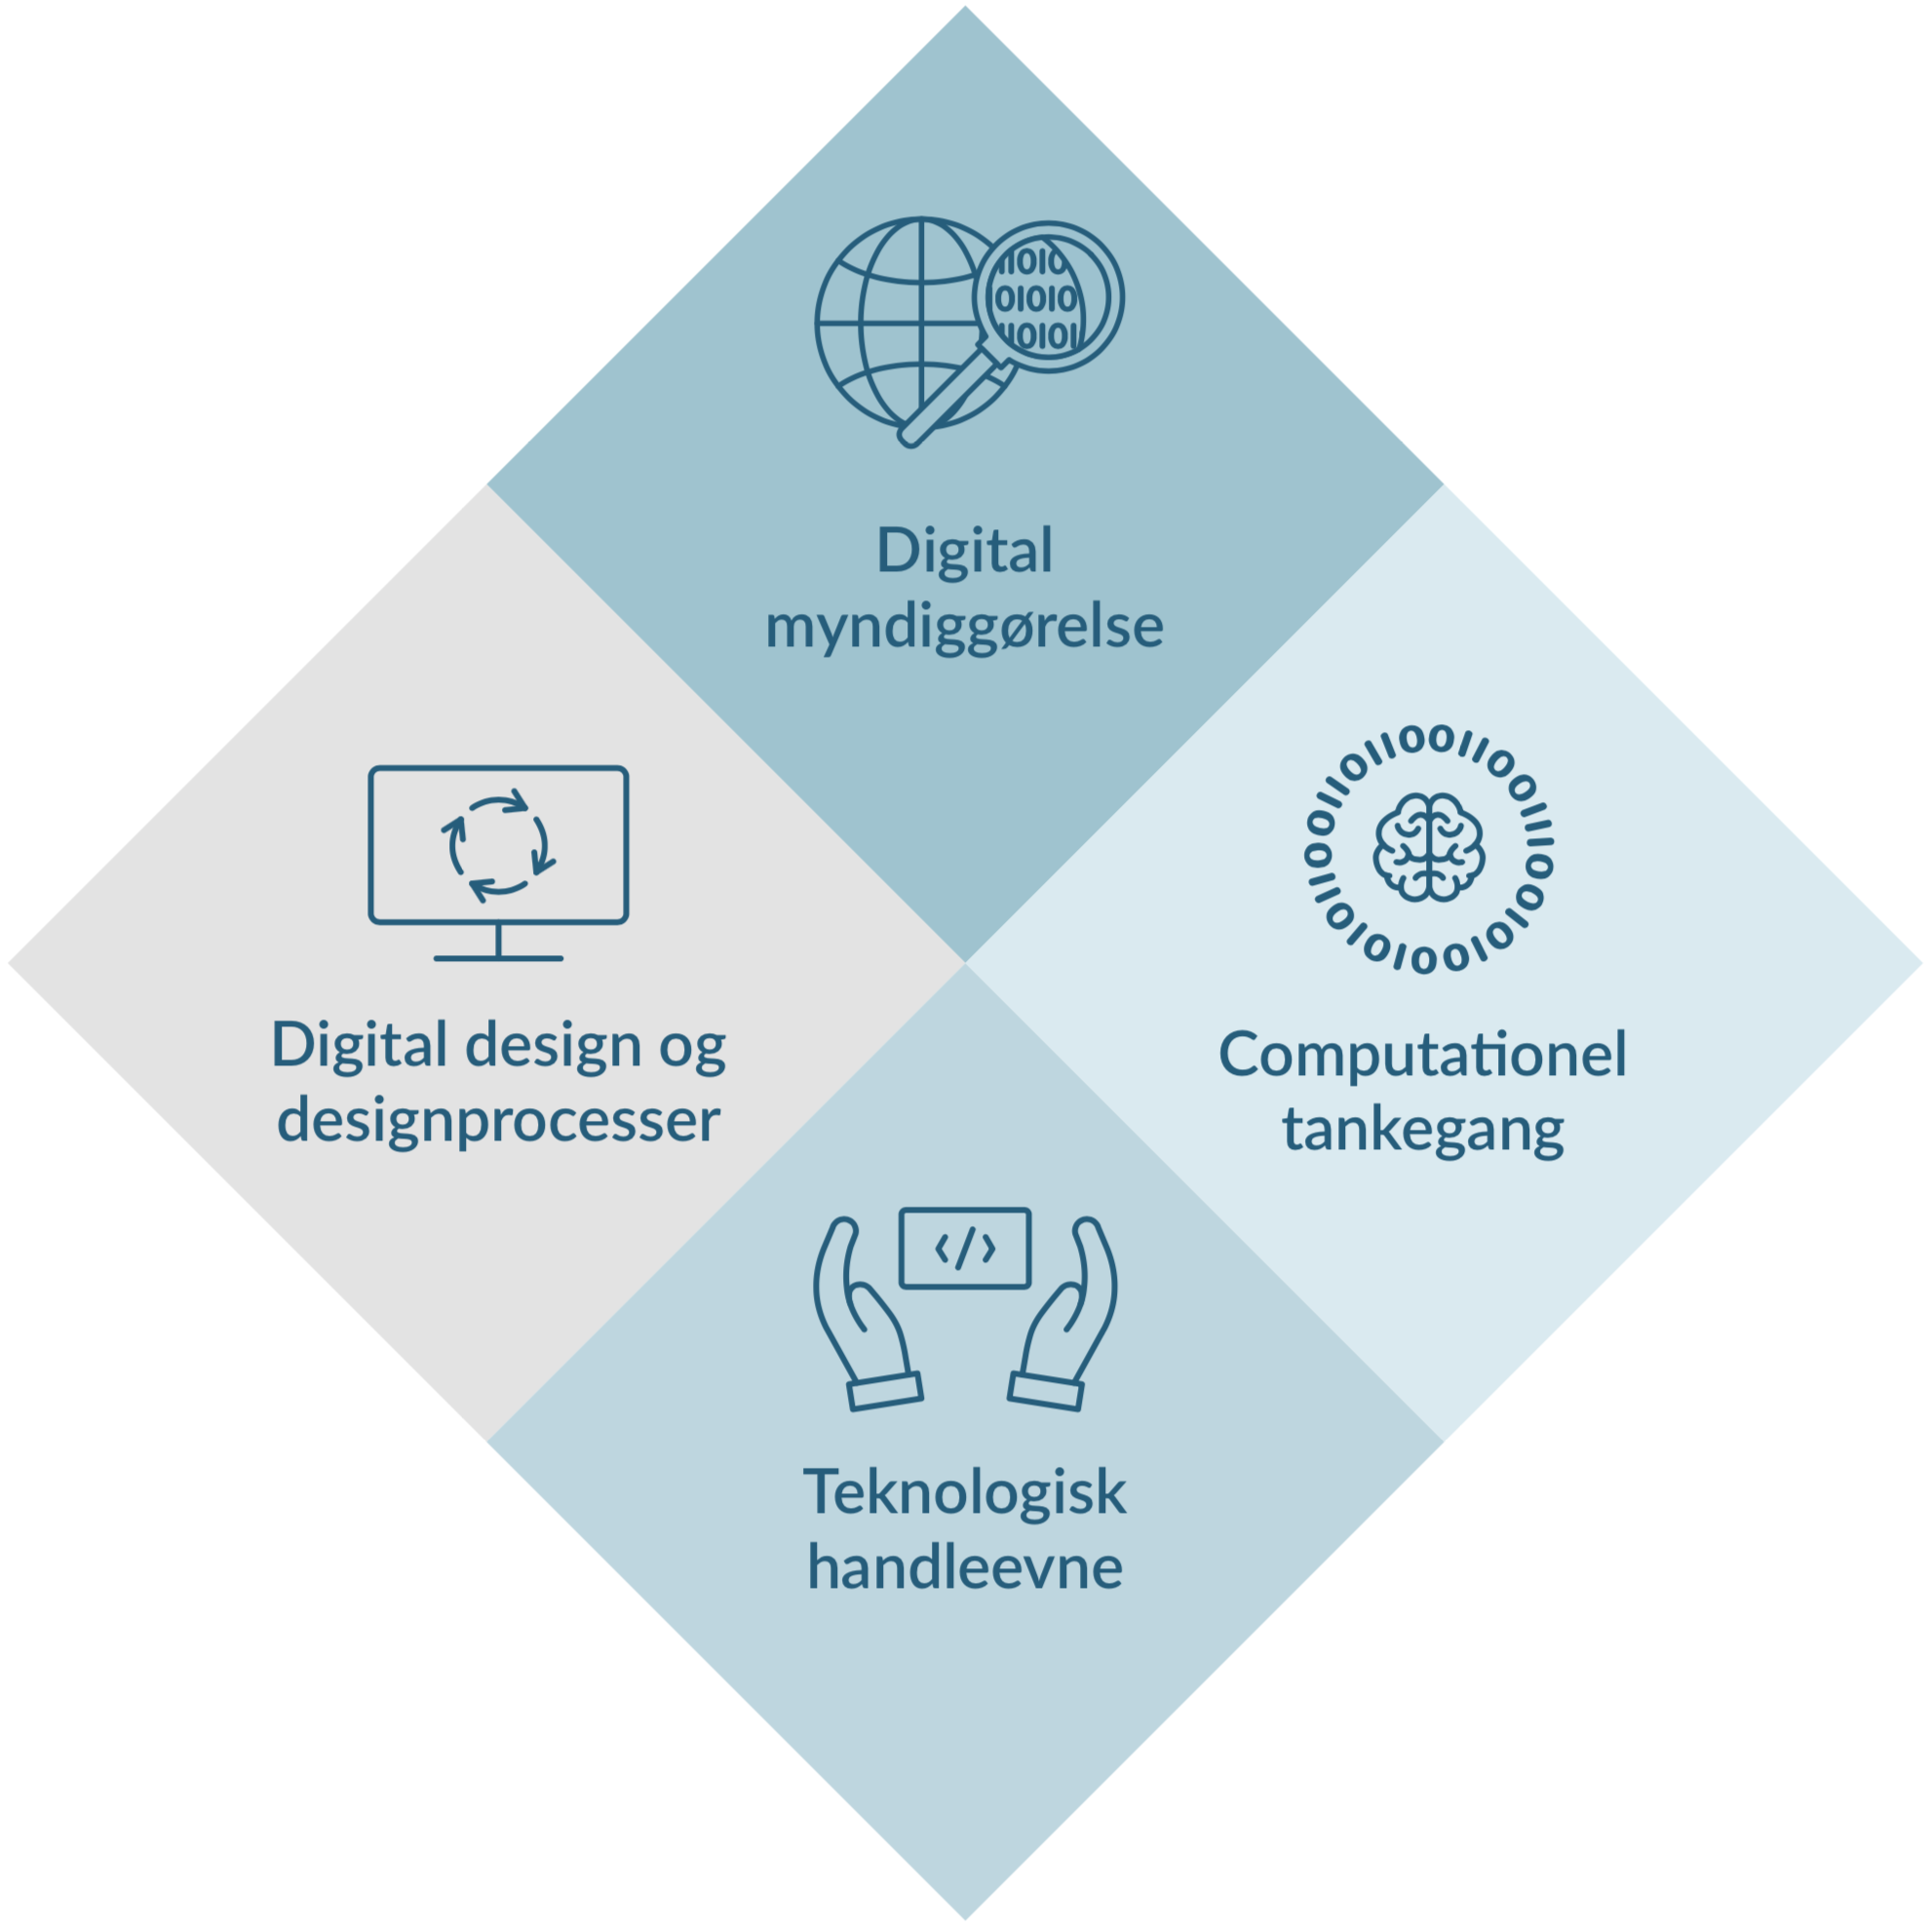 Digital
myndiggørelse
Digital design og
designprocesser
Computationel
tankegang
</>
Teknologisk
handleevne